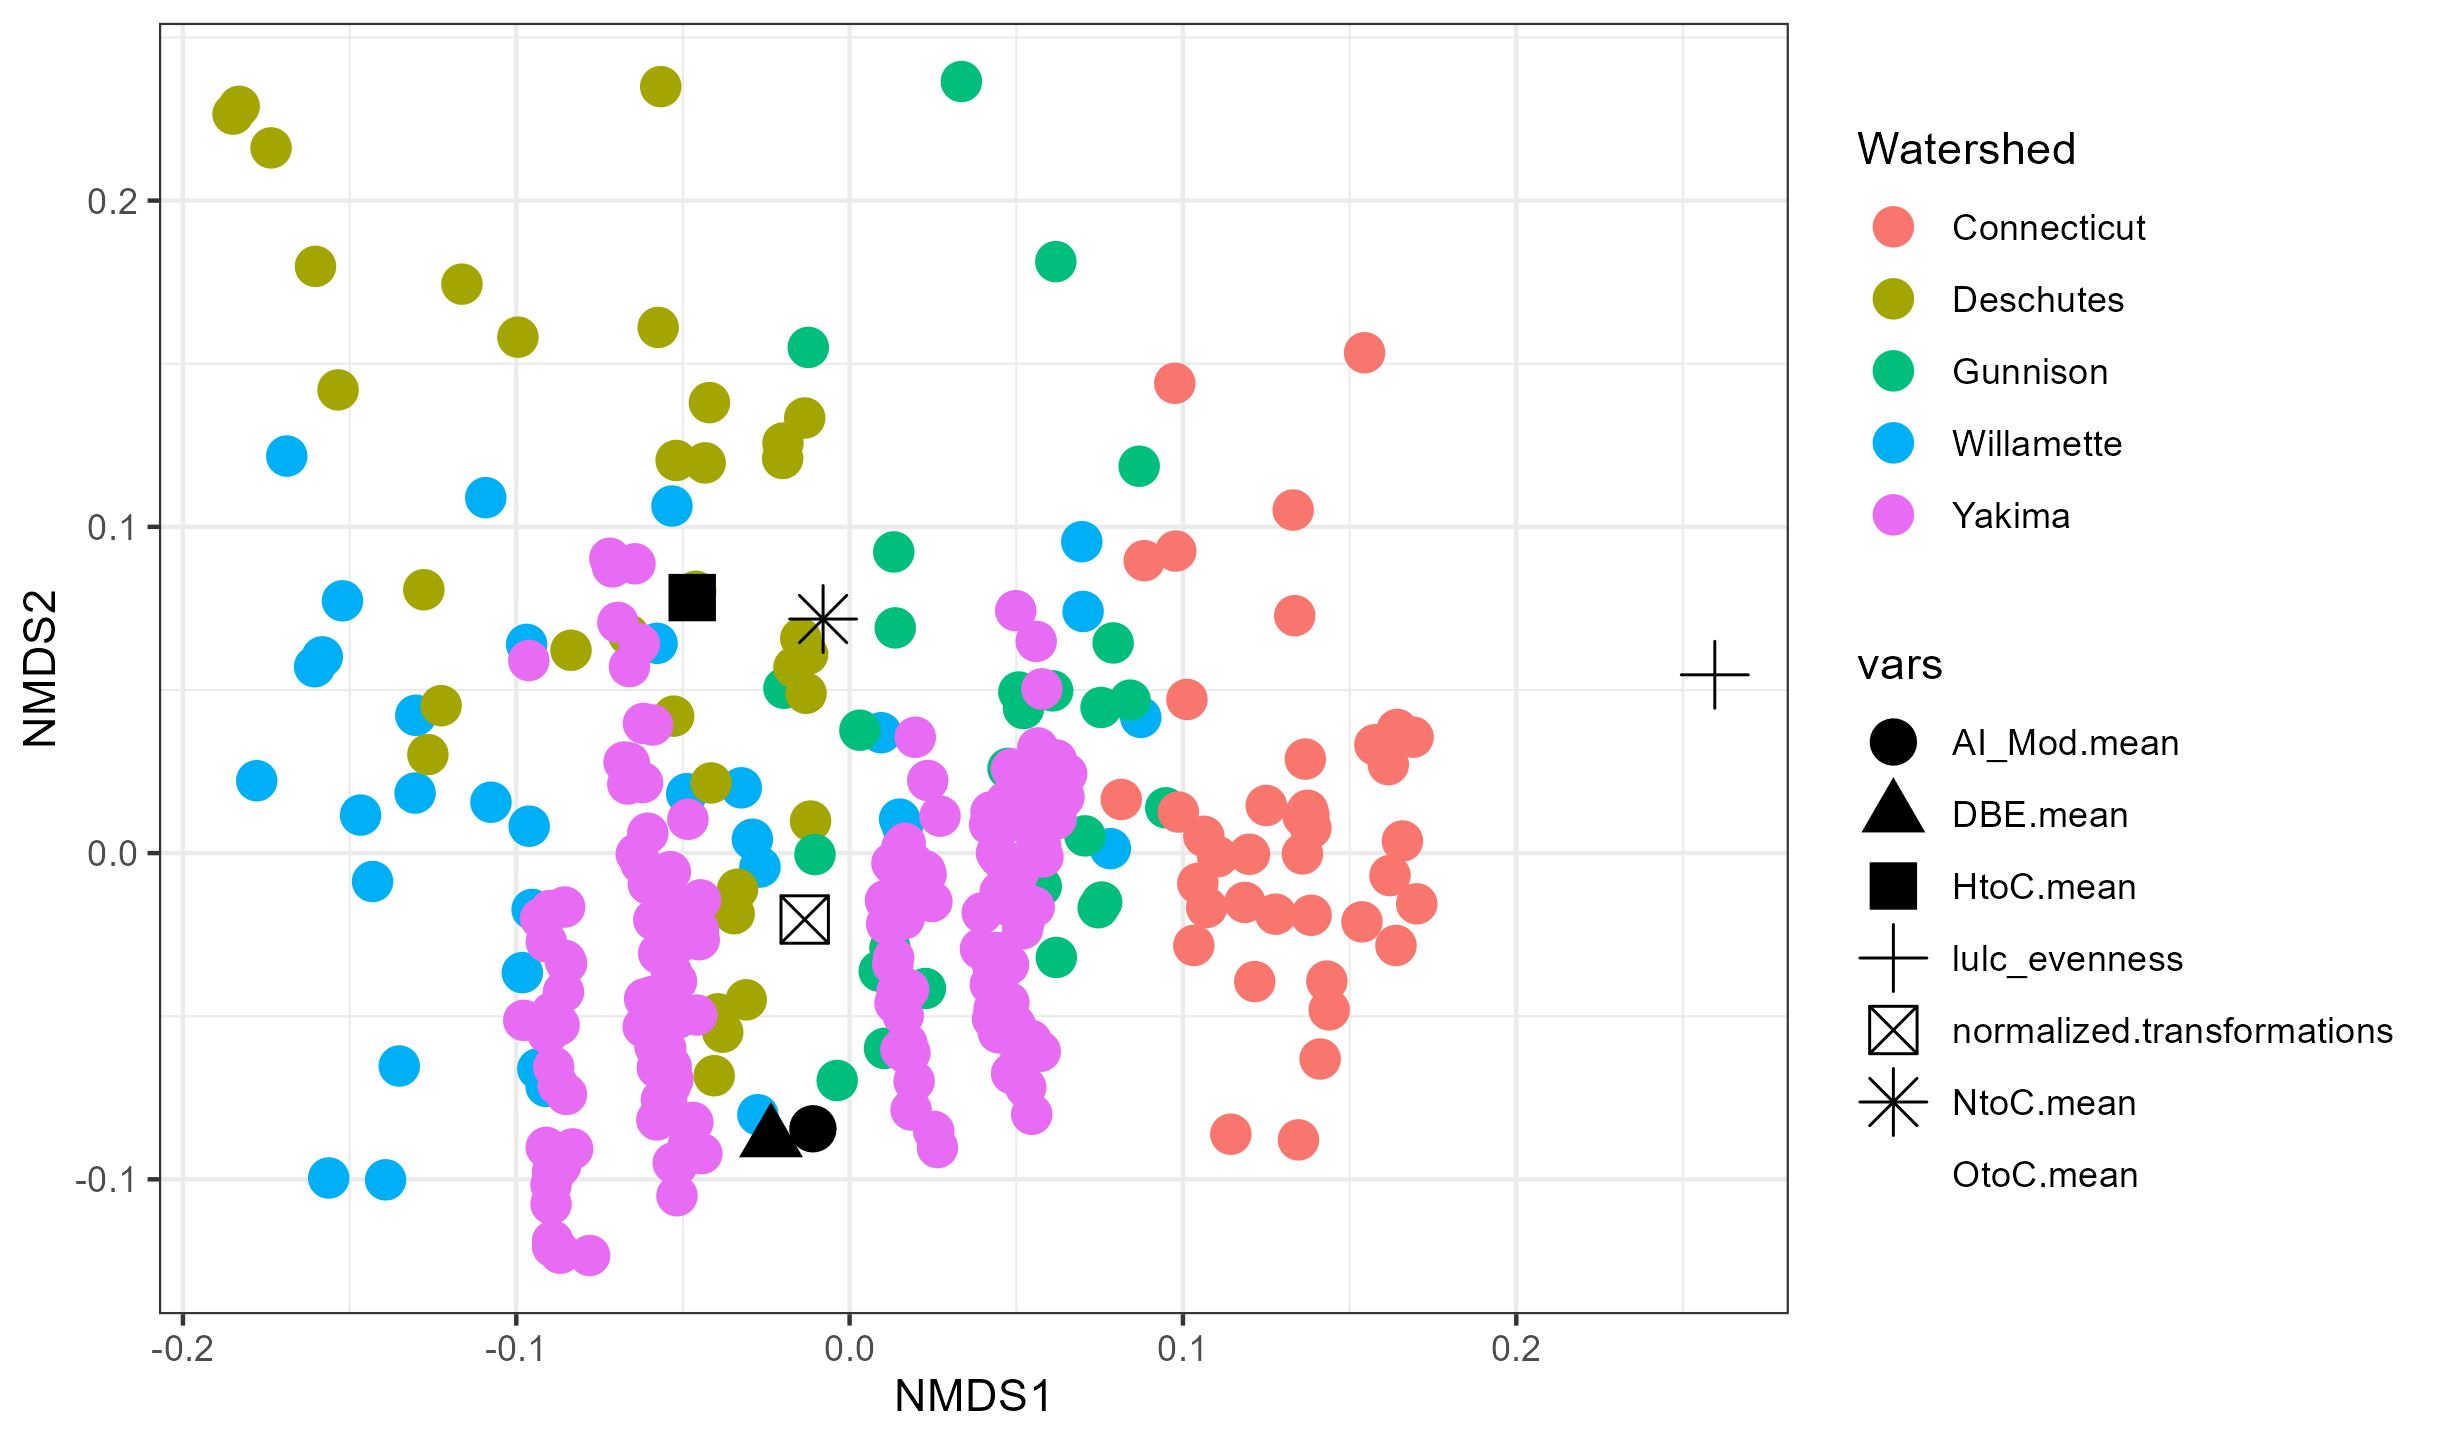 0.2
0.1
0.0
-0.1
NMDS2
-0.2
-0.1
0.0
0.1
0.2
NMDS1
Watershed
Connecticut
Deschutes
Gunnison
Willamette
Yakima
vars
AI_Mod.mean
DBE.mean
HtoC.mean
lulc_evenness
normalized.transformations
NtoC.mean
OtoC.mean